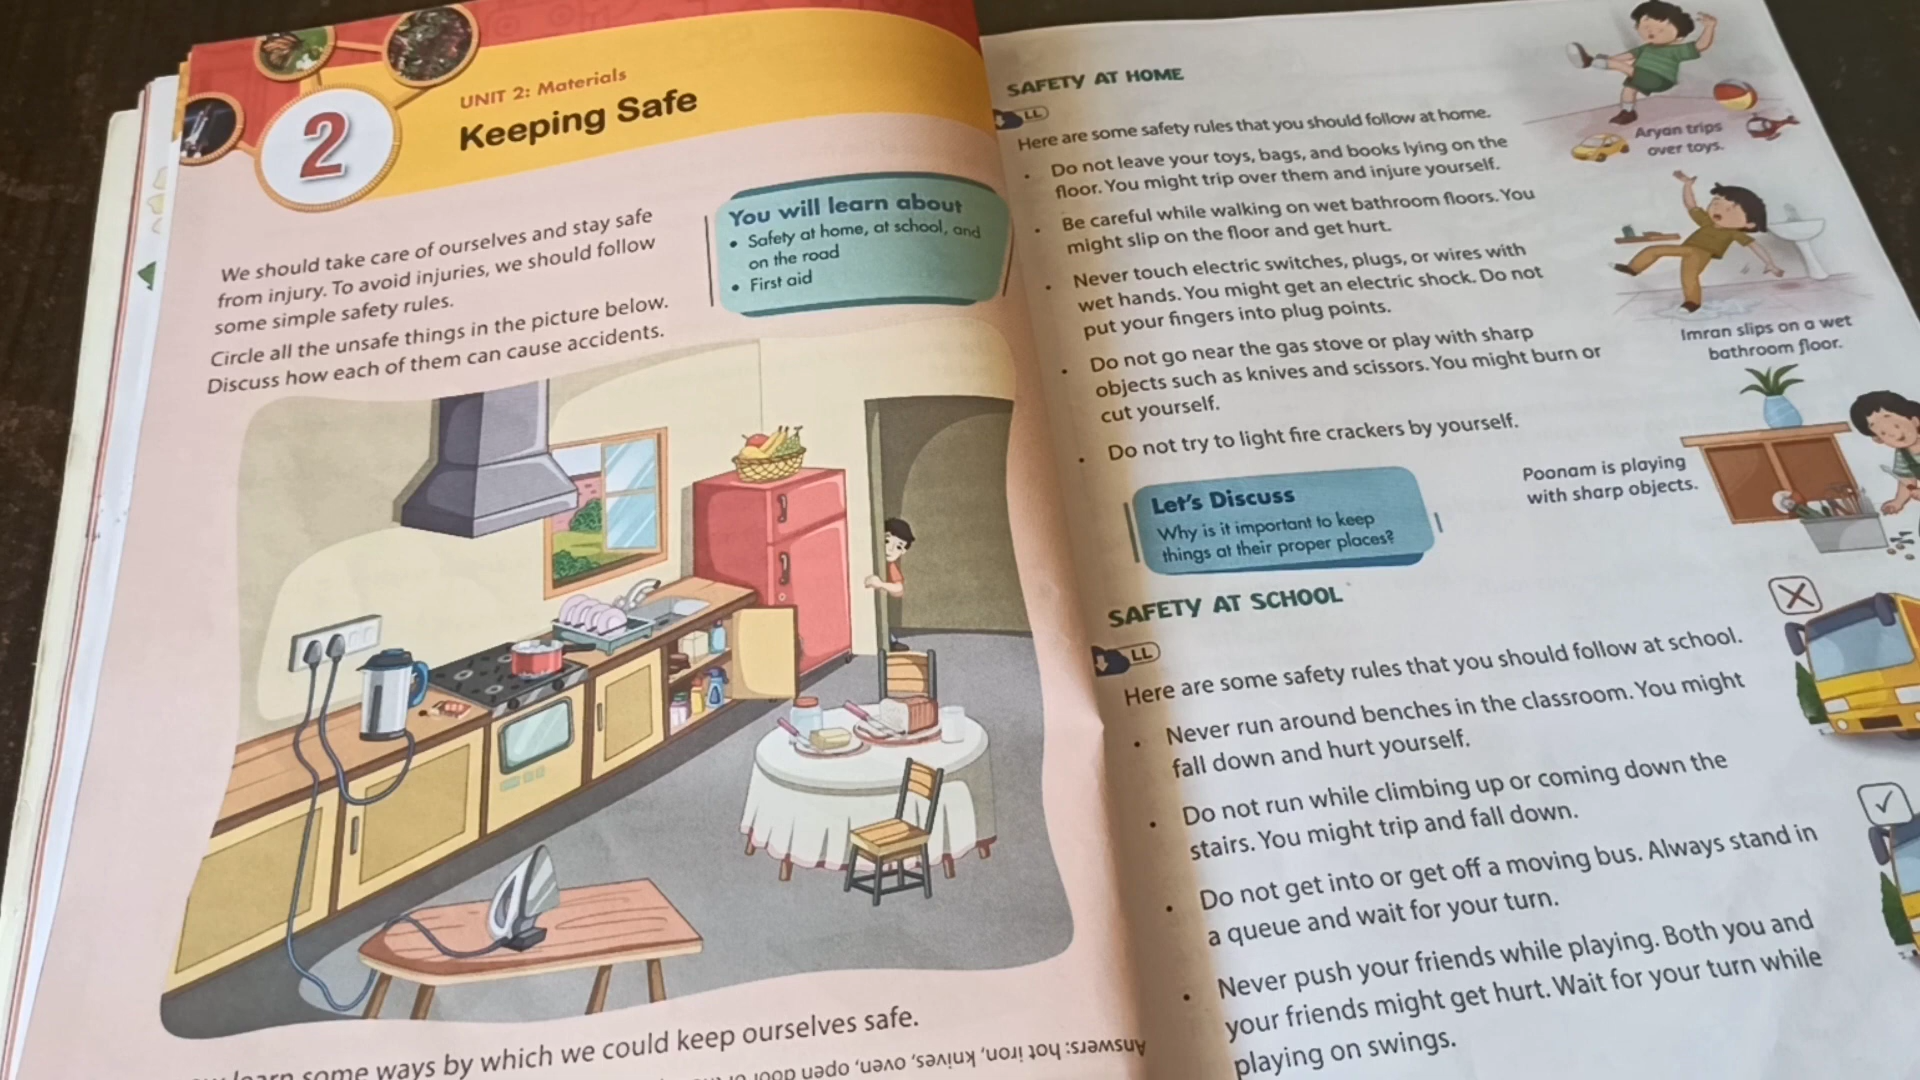 UNIT 2: Materials
2
Keeping Safe
We should take care of ourselves and stay safe
from injury. To avoid injuries, we should follow
some simple safety rules.
Circle all the unsafe things in the picture below.
Discuss how each of them can cause accidents.
You will learn about
• Safety at home, at school, and
on the road
• First aid
some ways by which we could keep ourselves safe.
Answers: hot iron, knives, oven, open door
SAFETY AT HOME
LL
Here are some safety rules that you should follow at home.
• Do not leave your toys, bags, and books lying on the
floor. You might trip over them and injure yourself.
• Be careful while walking on wet bathroom floors. You
might slip on the floor and get hurt.
• Never touch electric switches, plugs, or wires with
wet hands. You might get an electric shock. Do not
put your fingers into plug points.
• Do not go near the gas stove or play with sharp
objects such as knives and scissors. You might burn or
cut yourself.
• Do not try to light fire crackers by yourself.
Aryan trips
over toys.
Imran slips on a wet
bathroom floor.
Poonam is playing
with sharp objects.
Let's Discuss
Why is it important to keep
things at their proper places?
SAFETY AT SCHOOL
LL
Here are some safety rules that you should follow at school.
• Never run around benches in the classroom. You might
fall down and hurt yourself.
• Do not run while climbing up or coming down the
stairs. You might trip and fall down.
• Do not get into or get off a moving bus. Always stand in
a queue and wait for your turn.
• Never push your friends while playing. Both you and
your friends might get hurt. Wait for your turn while
playing on swings.